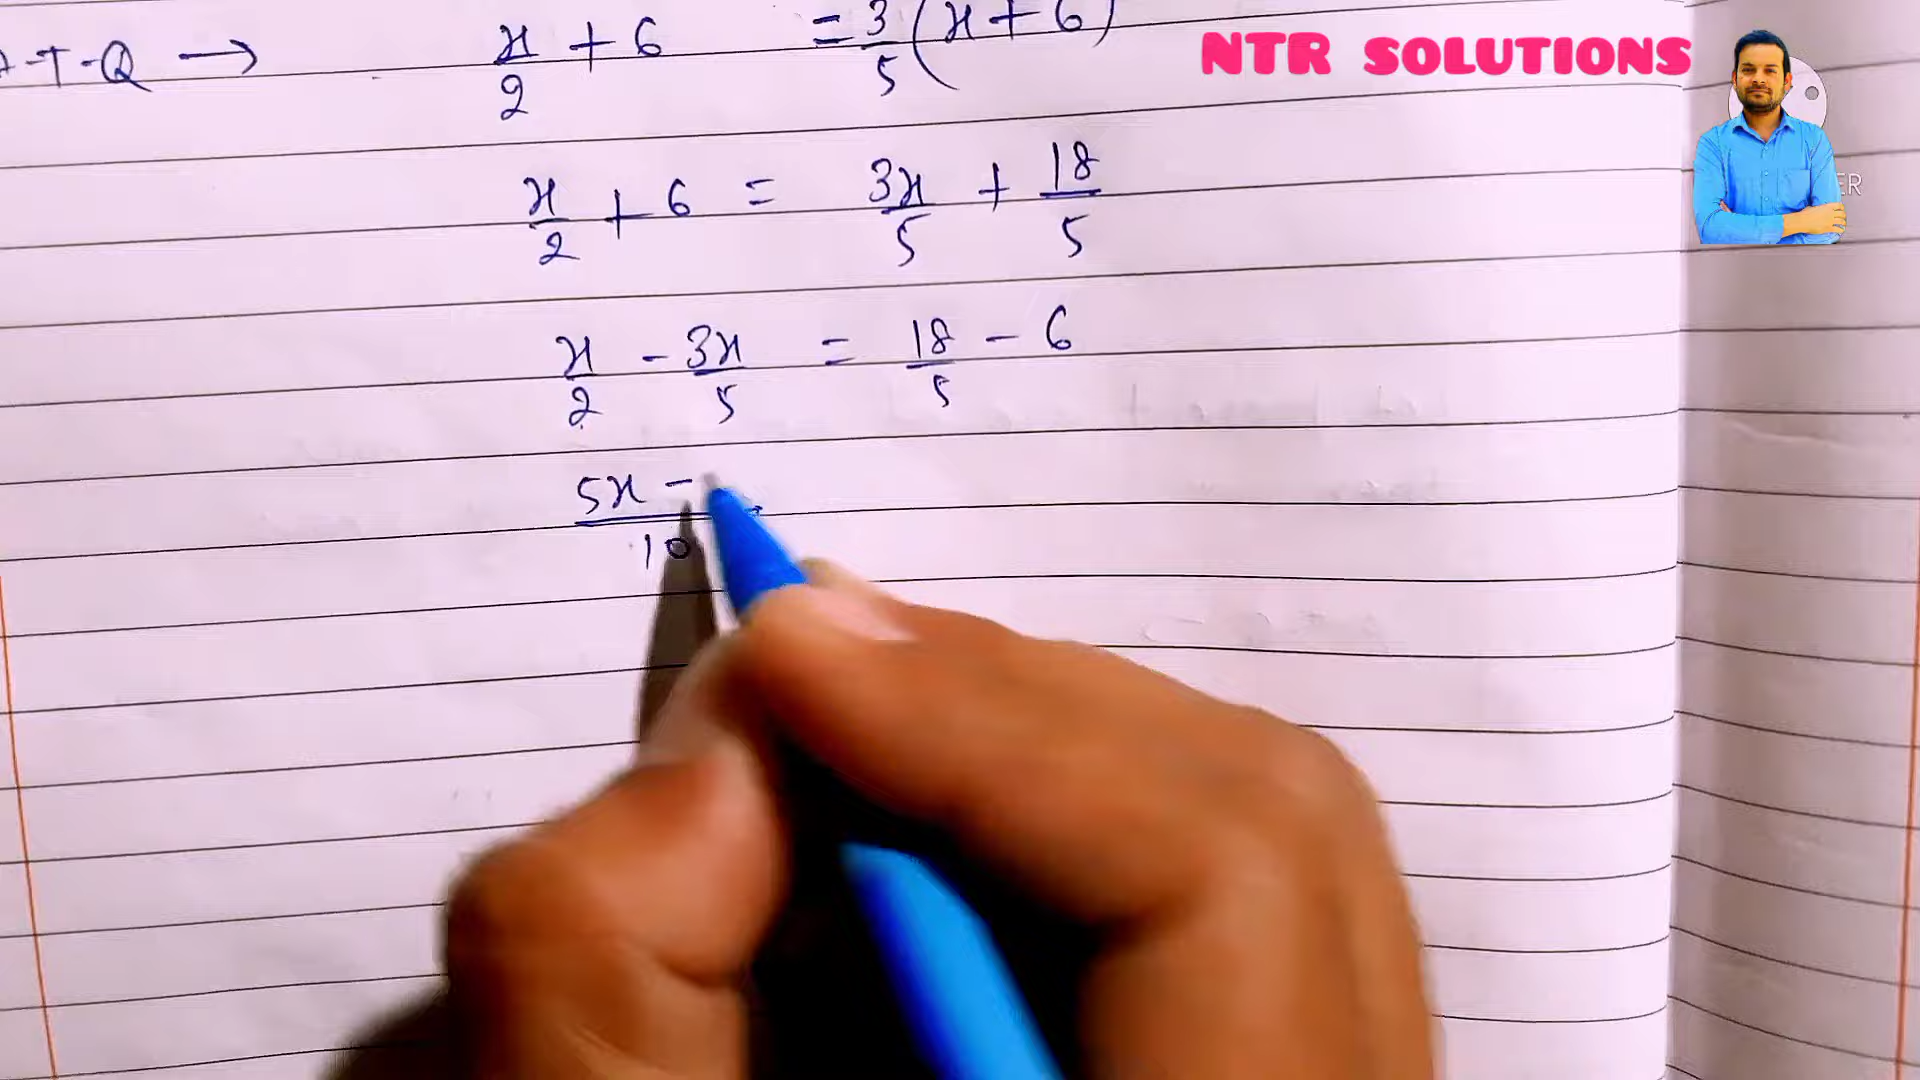 -T-Q → x/2 + 6 = 3/5 (x + 6)
NTR SOLUTIONS
x/2 + 6 = 3x/5 + 18/5
ER
x/2 - 3x/5 = 18/5 - 6
5x - / 10